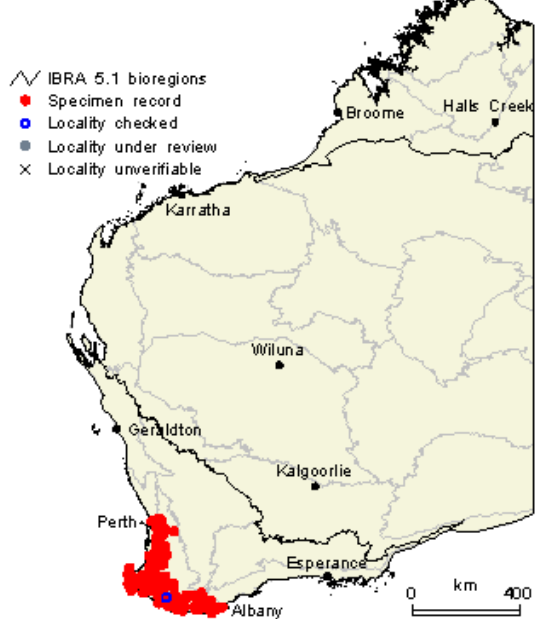 IBRA 5.1 bioregions
Specimen record
Locality checked
Locality under review
Locality unverifiable
Broome
Halls Creek
Karratha
Wiluna
Geraldton
Kalgoorlie
Perth
Esperance
Albany
km
0 400